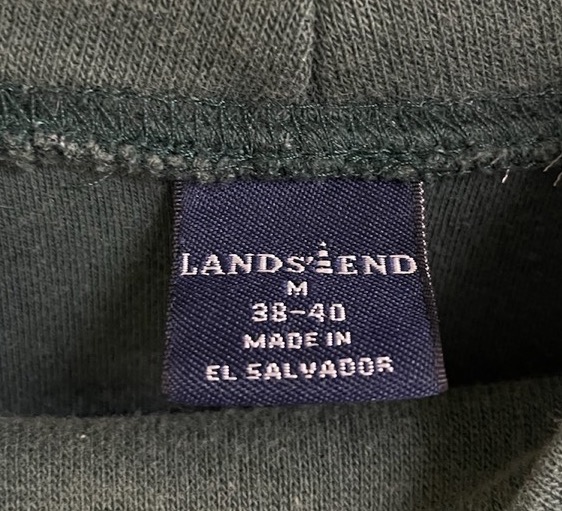 LANDS' END
M
38-40
MADE IN
EL SALVADOR